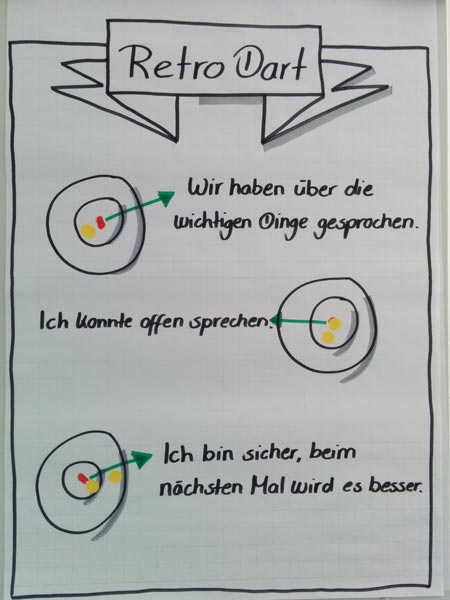 Retro Dart
Wir haben über die
wichtigen Dinge gesprochen.
Ich konnte offen sprechen.
Ich bin sicher, beim
nächsten Mal wird es besser.